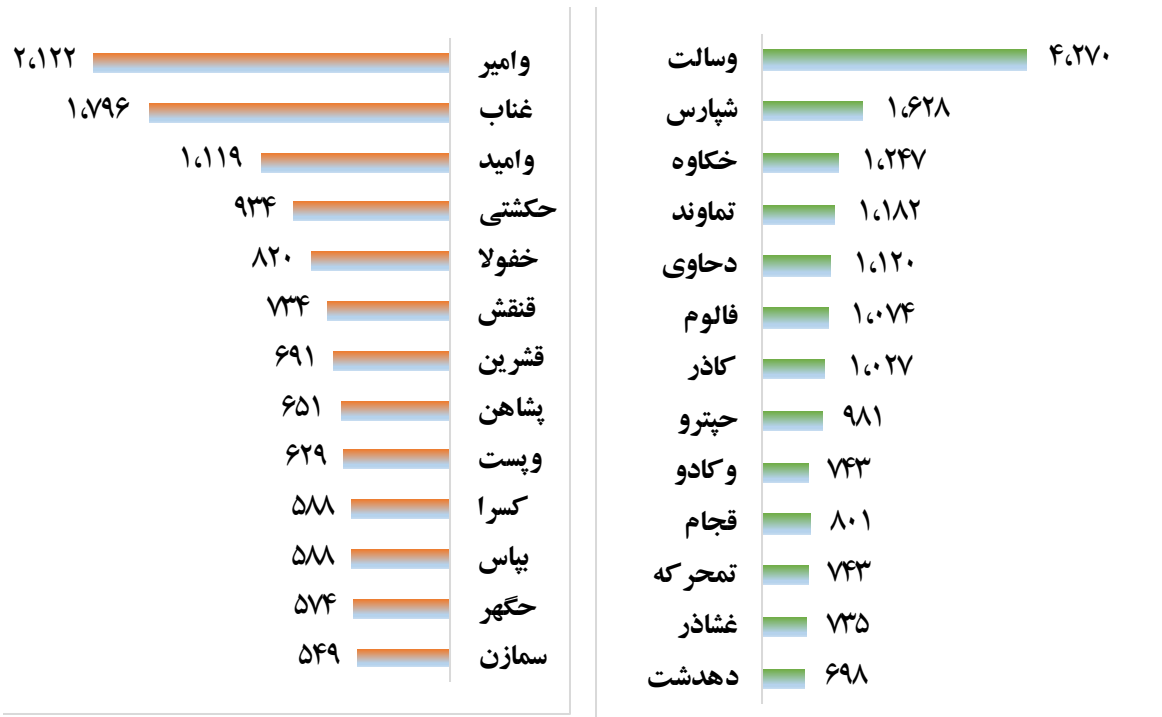 وسالت ۴،۲۷۰
شپارس ۱،۶۲۸
خکاوه ۱،۲۴۷
تماوند ۱،۱۸۲
دحاوی ۱،۱۲۰
فالوم ۱،۰۷۴
کاذر ۱،۰۲۷
حپترو ۹۸۱
وکادو ۷۴۳
قجام ۸۰۱
تمحرکه ۷۴۳
غشاذر ۷۳۵
دهدشت ۶۹۸
وامیر ۲،۱۲۲
غناب ۱،۷۹۶
وامید ۱،۱۱۹
حکشتی ۹۳۴
خفولا ۸۲۰
قنقش ۷۳۴
قشرین ۶۹۱
پشاهن ۶۵۱
وپست ۶۲۹
کسرا ۵۸۸
بپاس ۵۸۸
حگهر ۵۷۴
سمازن ۵۴۹